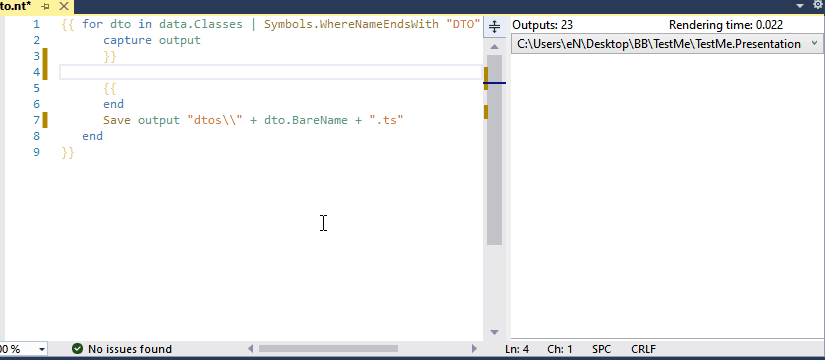 to.nt*
Outputs: 23 Rendering time: 0.022
C:\Users\eN\Desktop\BB\TestMe\TestMe.Presentation
1 {{ for dto in data.Classes | Symbols.WhereNameEndsWith "DTO"
2 capture output
3 }}
4
5 {{
6 end
7 Save output "dtos\\" + dto.BareName + ".ts"
8 end
9 }}
00 % No issues found Ln: 4 Ch: 1 SPC CRLF